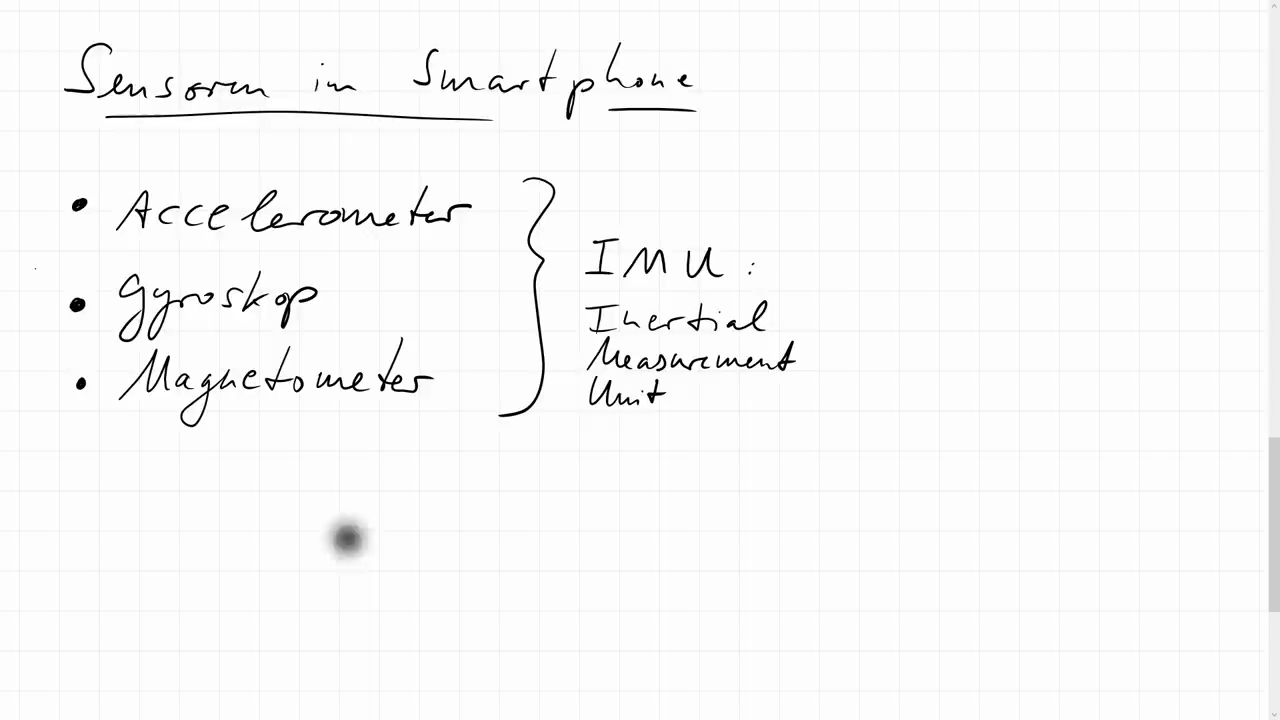 Sensoren im Smartphone
• Accelerometer
• Gyroskop
• Magnetometer
IMU:
Inertial
Measurement
Unit